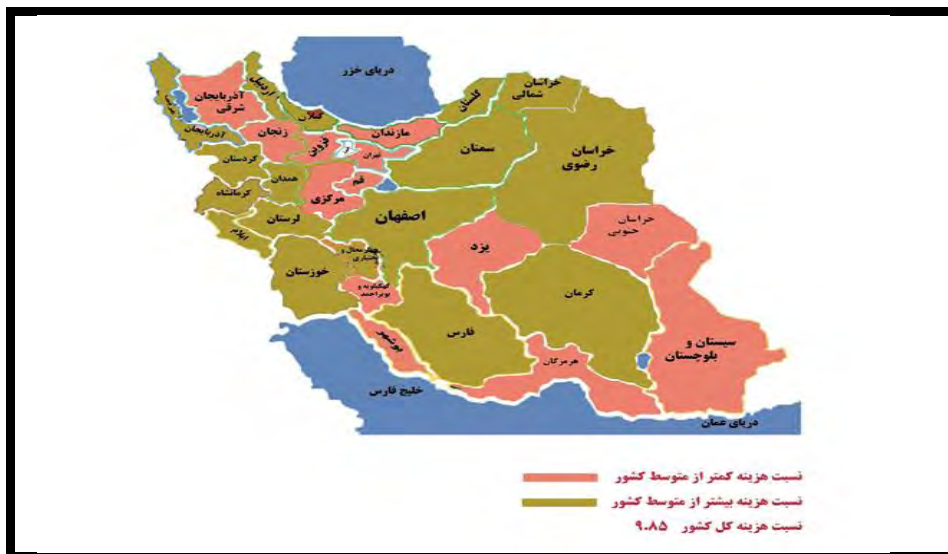 دریای خزر
خراسان
شمالی
گلستان
آذربایجان
شرقی
اردبیل
گیلان
مازندان
زنجان
قزوین
تهران
سمنان
خراسان
رضوی
آذربایجان
کردستان
همدان
قم
مرکزی
کرمانشاه
لرستان
اصفهان
ایلام
خراسان
جنوبی
یزد
بختیاری
خوزستان
کهگیلویه و
بویراحمد
کرمان
فارس
بوشهر
سیستان و
بلوچستان
هرمزگان
خلیج فارس
دریای عمان
نسبت هزینه کمتر از متوسط کشور
نسبت هزینه بیشتر از متوسط کشور
نسبت هزینه کل کشور ۹.۸۵